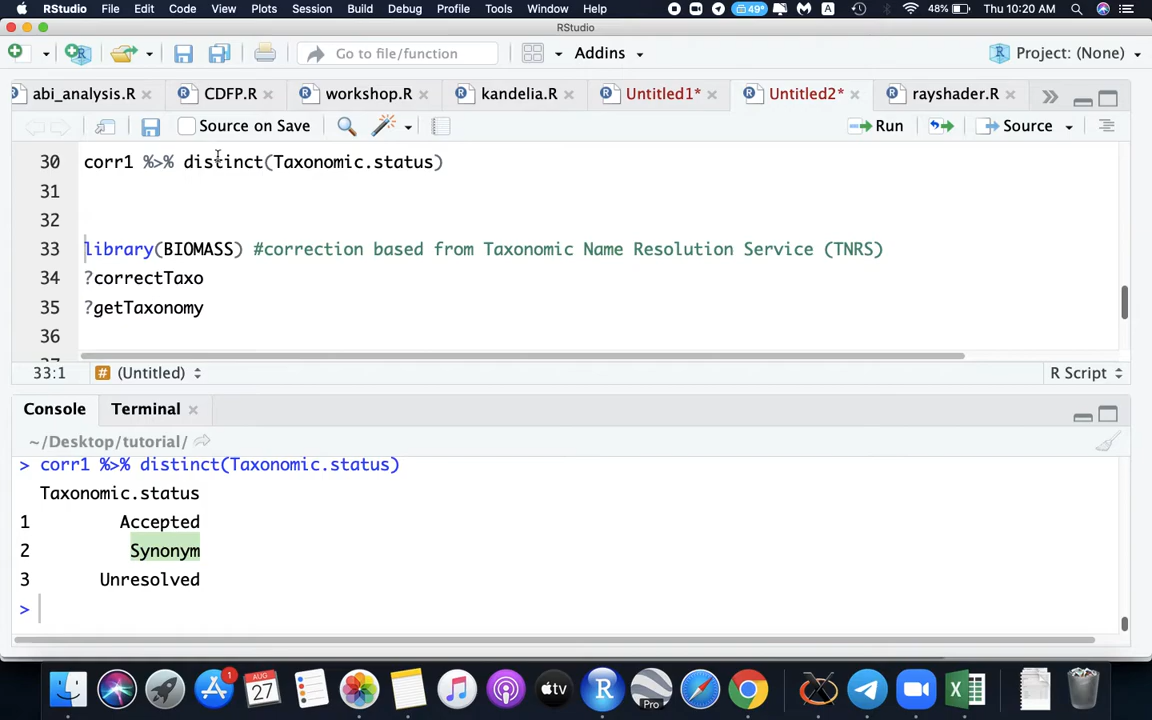 RStudio File Edit Code View Plots Session Build Debug Profile Tools Window Help 49° A 48% Thu 10:20 AM
RStudio
Go to file/function Addins Project: (None)
abi_analysis.R CDFP.R workshop.R kandelia.R Untitled1* Untitled2* rayshader.R
Source on Save Run Source
30 corr1 %>% distinct(Taxonomic.status)
31
32
33 library(BIOMASS) #correction based from Taxonomic Name Resolution Service (TNRS)
34 ?correctTaxo
35 ?getTaxonomy
36
33:1 # (Untitled) R Script
Console Terminal
~/Desktop/tutorial/
> corr1 %>% distinct(Taxonomic.status)
Taxonomic.status
1 Accepted
2 Synonym
3 Unresolved
>
1 AUG 27 tv R Pro X